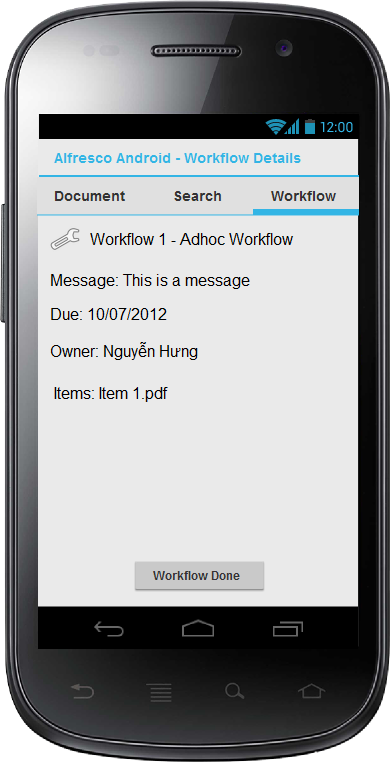 12:00
Alfresco Android - Workflow Details
Document Search Workflow
Workflow 1 - Adhoc Workflow
Message: This is a message
Due: 10/07/2012
Owner: Nguyễn Hưng
Items: Item 1.pdf
Workflow Done